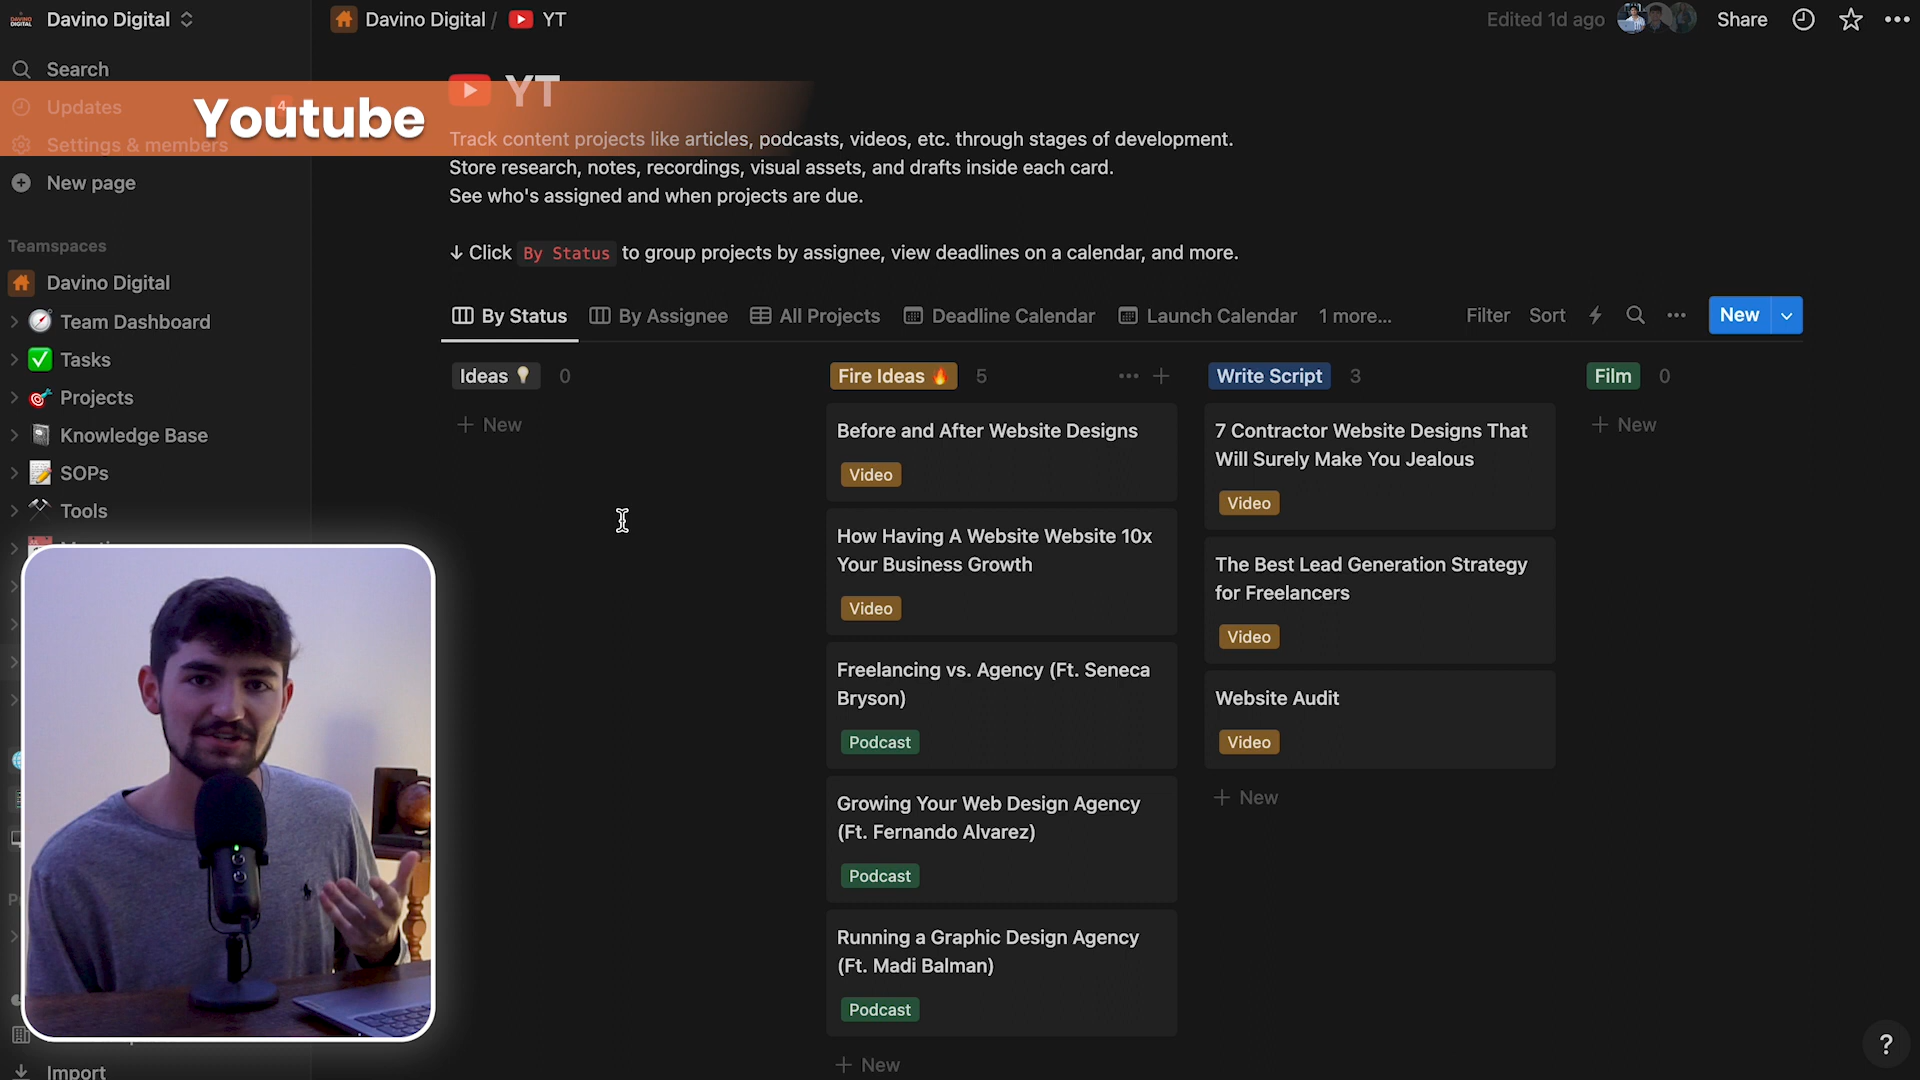 Davino Digital
Davino Digital / YT
Edited 1d ago
Share
Search
Updates
4
Settings & members
New page
Youtube
YT
Track content projects like articles, podcasts, videos, etc. through stages of development.
Store research, notes, recordings, visual assets, and drafts inside each card.
See who's assigned and when projects are due.
↓ Click By Status to group projects by assignee, view deadlines on a calendar, and more.
Teamspaces
Davino Digital
Team Dashboard
Tasks
Projects
Knowledge Base
SOPs
Tools
Import
By Status
By Assignee
All Projects
Deadline Calendar
Launch Calendar
1 more...
Filter
Sort
New
Ideas 0
+ New
Fire Ideas 5
Before and After Website Designs
Video
How Having A Website Website 10x
Your Business Growth
Video
Freelancing vs. Agency (Ft. Seneca
Bryson)
Podcast
Growing Your Web Design Agency
(Ft. Fernando Alvarez)
Podcast
Running a Graphic Design Agency
(Ft. Madi Balman)
Podcast
+ New
Write Script 3
7 Contractor Website Designs That
Will Surely Make You Jealous
Video
The Best Lead Generation Strategy
for Freelancers
Video
Website Audit
Video
+ New
Film 0
+ New
?